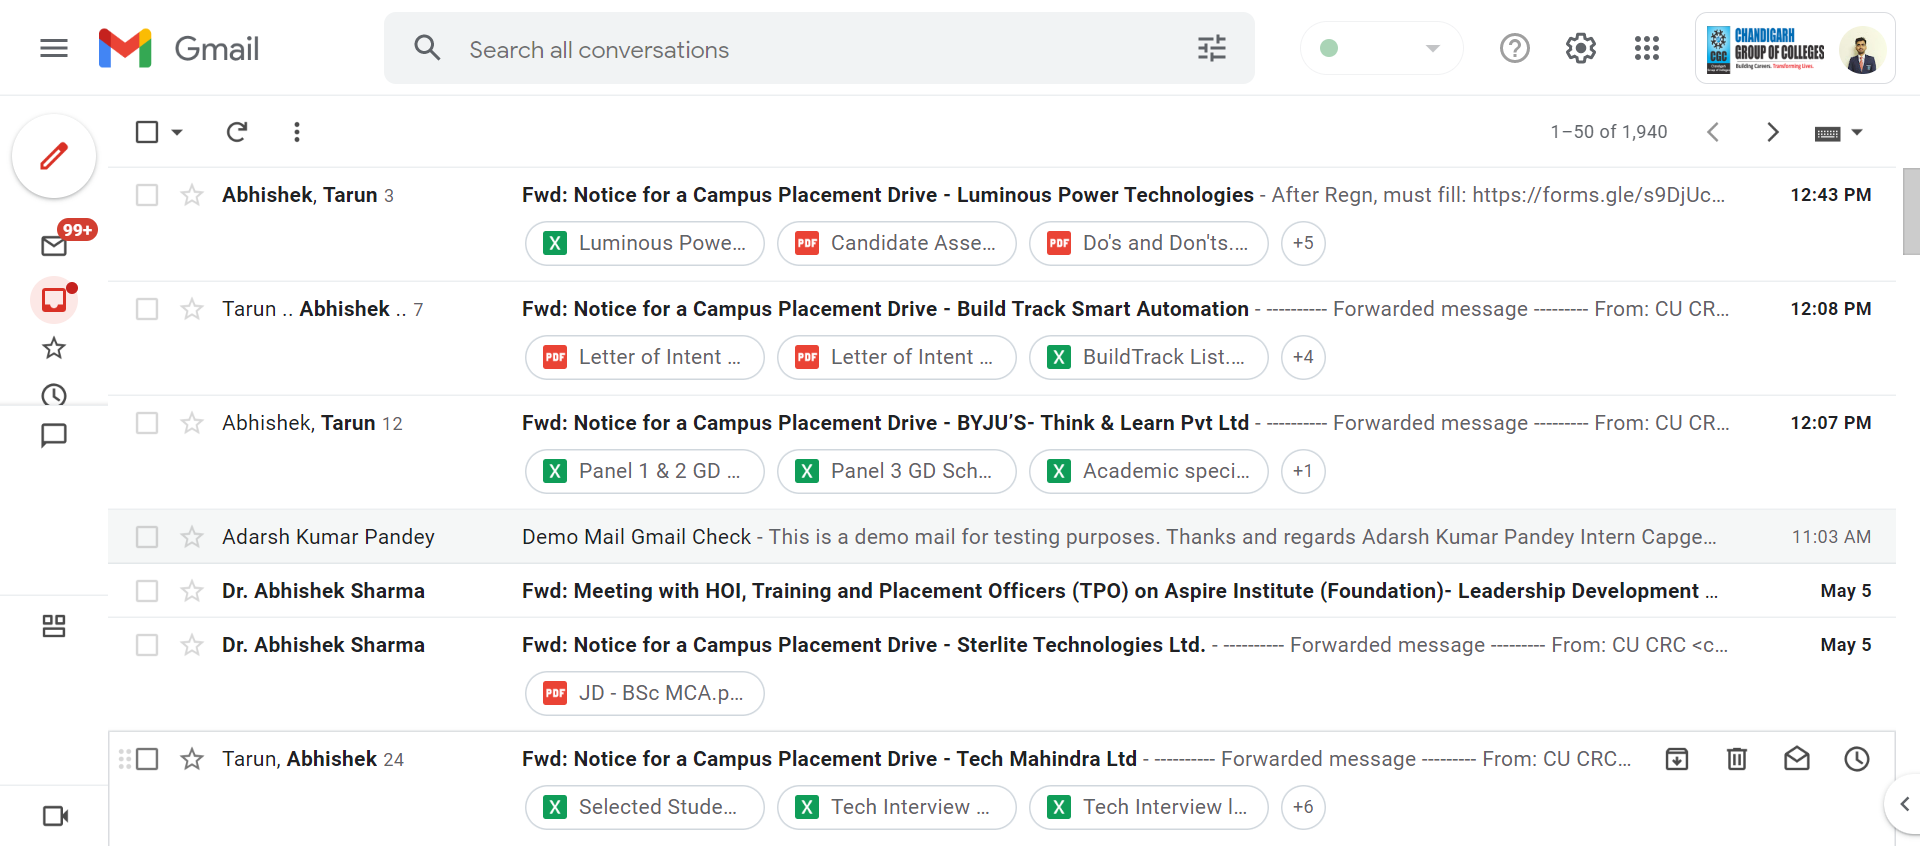 Gmail
Search all conversations
CHANDIGARH
GROUP OF COLLEGES
CGC
Building Careers. Transforming Lives.
1–50 of 1,940
99+
Abhishek, Tarun 3 Fwd: Notice for a Campus Placement Drive - Luminous Power Technologies - After Regn, must fill: https://forms.gle/s9DjUc... 12:43 PM
Luminous Powe... PDF Candidate Asse... PDF Do's and Don'ts.... +5
Tarun .. Abhishek .. 7 Fwd: Notice for a Campus Placement Drive - Build Track Smart Automation - ---------- Forwarded message --------- From: CU CR... 12:08 PM
PDF Letter of Intent ... PDF Letter of Intent ... X BuildTrack List.... +4
Abhishek, Tarun 12 Fwd: Notice for a Campus Placement Drive - BYJU’S- Think & Learn Pvt Ltd - ---------- Forwarded message --------- From: CU CR... 12:07 PM
X Panel 1 & 2 GD ... X Panel 3 GD Sch... X Academic speci... +1
Adarsh Kumar Pandey Demo Mail Gmail Check - This is a demo mail for testing purposes. Thanks and regards Adarsh Kumar Pandey Intern Capge... 11:03 AM
Dr. Abhishek Sharma Fwd: Meeting with HOI, Training and Placement Officers (TPO) on Aspire Institute (Foundation)- Leadership Development ... May 5
Dr. Abhishek Sharma Fwd: Notice for a Campus Placement Drive - Sterlite Technologies Ltd. - ---------- Forwarded message --------- From: CU CRC <c... May 5
PDF JD - BSc MCA.p...
Tarun, Abhishek 24 Fwd: Notice for a Campus Placement Drive - Tech Mahindra Ltd - ---------- Forwarded message --------- From: CU CRC...
X Selected Stude... X Tech Interview ... X Tech Interview l... +6